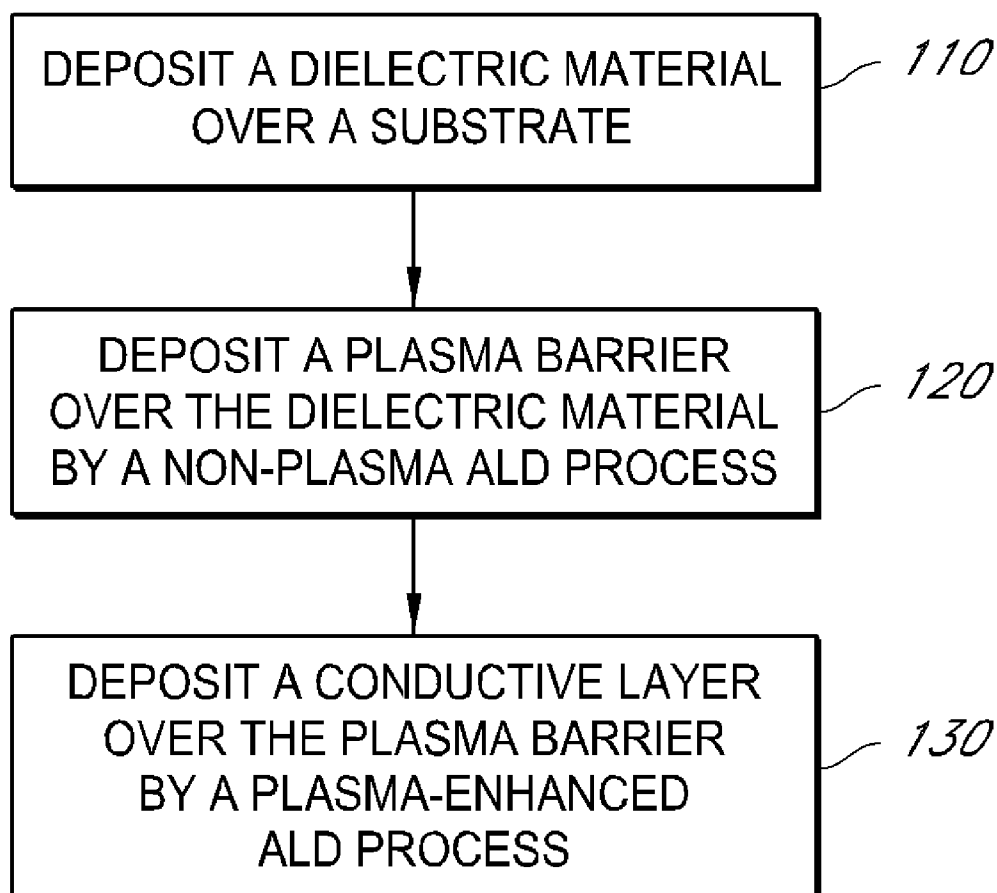 DEPOSIT A DIELECTRIC MATERIAL
OVER A SUBSTRATE
110
DEPOSIT A PLASMA BARRIER
OVER THE DIELECTRIC MATERIAL
BY A NON-PLASMA ALD PROCESS
120
DEPOSIT A CONDUCTIVE LAYER
OVER THE PLASMA BARRIER
BY A PLASMA-ENHANCED
ALD PROCESS
130